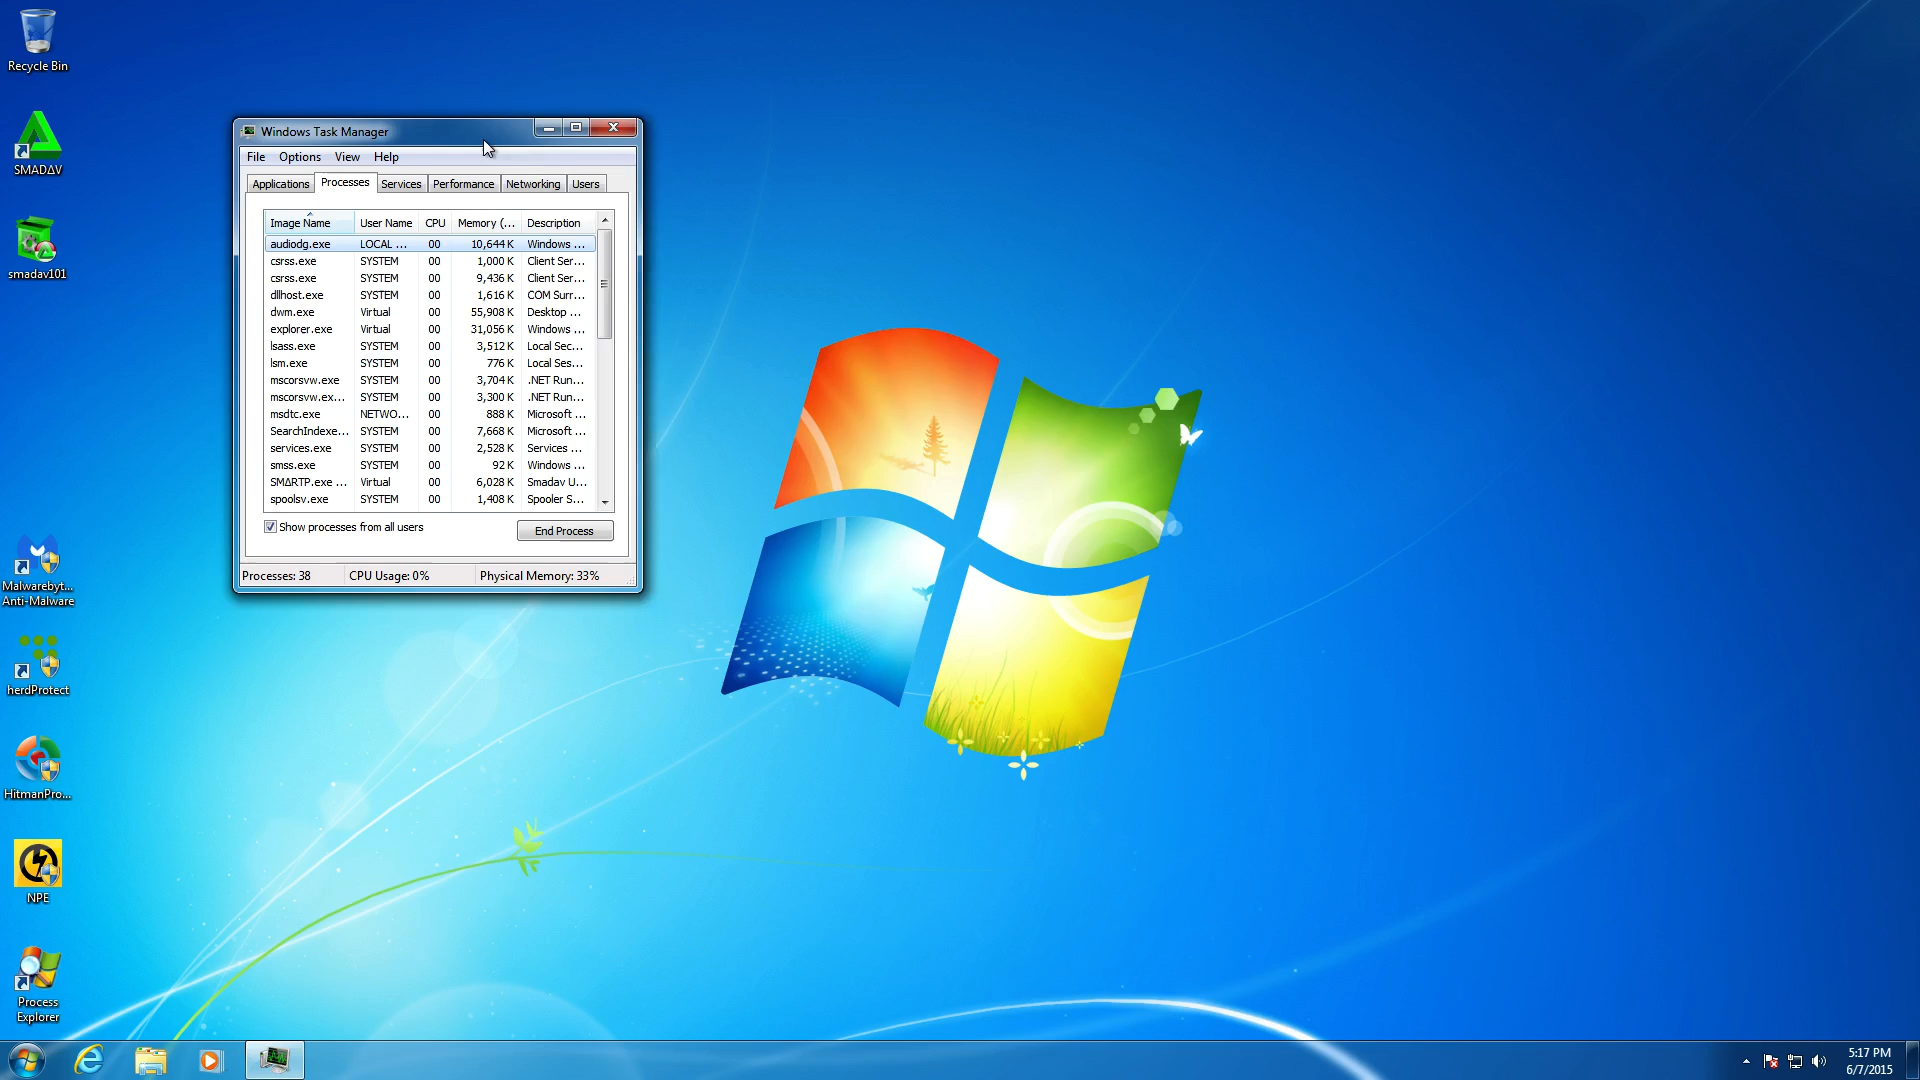 Recycle Bin
SMAD∆V
smadav101
Malwarebyt...
Anti-Malware
herdProtect
HitmanPro...
NPE
Process
Explorer
Windows Task Manager
File Options View Help
Applications Processes Services Performance Networking Users
Image Name User Name CPU Memory (... Description
audiodg.exe LOCAL ... 00 10,644 K Windows ...
csrss.exe SYSTEM 00 1,000 K Client Ser...
csrss.exe SYSTEM 00 9,436 K Client Ser...
dllhost.exe SYSTEM 00 1,616 K COM Surr...
dwm.exe Virtual 00 55,908 K Desktop ...
explorer.exe Virtual 00 31,056 K Windows ...
lsass.exe SYSTEM 00 3,512 K Local Sec...
lsm.exe SYSTEM 00 776 K Local Ses...
mscorsvw.exe SYSTEM 00 3,704 K .NET Run...
mscorsvw.ex... SYSTEM 00 3,300 K .NET Run...
msdtc.exe NETWO... 00 888 K Microsoft ...
SearchIndexe... SYSTEM 00 7,668 K Microsoft ...
services.exe SYSTEM 00 2,528 K Services ...
smss.exe SYSTEM 00 92 K Windows ...
SM∆RTP.exe ... Virtual 00 6,028 K Smadav U...
spoolsv.exe SYSTEM 00 1,408 K Spooler S...
Show processes from all users
End Process
Processes: 38 CPU Usage: 0% Physical Memory: 33%
5:17 PM
6/7/2015